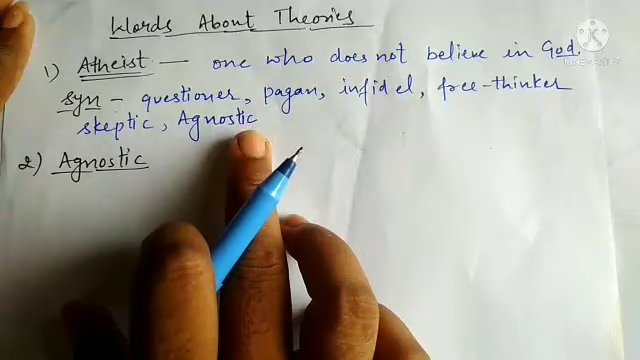 Words About Theories
1) Atheist — one who does not believe in God.
syn - questioner, pagan, infidel, free-thinker
skeptic, Agnostic
2) Agnostic